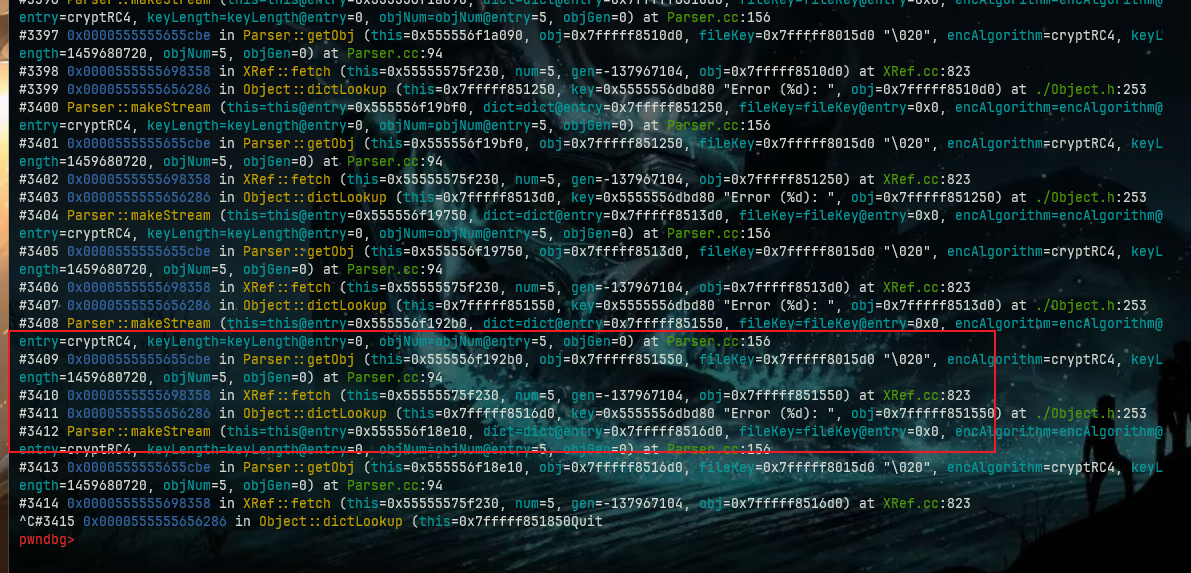 #3396 Parser::makeStream (this=this@entry=0x555556f1a090, dict=dict@entry=0x7fffff8510d0, fileKey=fileKey@entry=0x0, encAlgorithm=encAlgorithm@
entry=cryptRC4, keyLength=keyLength@entry=0, objNum=objNum@entry=5, objGen=0) at Parser.cc:156
#3397 0x0000555555655cbe in Parser::getObj (this=0x555556f1a090, obj=0x7fffff8510d0, fileKey=0x7fffff8015d0 "\020", encAlgorithm=cryptRC4, keyL
ength=1459680720, objNum=5, objGen=0) at Parser.cc:94
#3398 0x0000555555698358 in XRef::fetch (this=0x55555575f230, num=5, gen=-137967104, obj=0x7fffff8510d0) at XRef.cc:823
#3399 0x0000555555656286 in Object::dictLookup (this=0x7fffff851250, key=0x5555556dbd80 "Error (%d): ", obj=0x7fffff8510d0) at ./Object.h:253
#3400 Parser::makeStream (this=this@entry=0x555556f19bf0, dict=dict@entry=0x7fffff851250, fileKey=fileKey@entry=0x0, encAlgorithm=encAlgorithm@
entry=cryptRC4, keyLength=keyLength@entry=0, objNum=objNum@entry=5, objGen=0) at Parser.cc:156
#3401 0x0000555555655cbe in Parser::getObj (this=0x555556f19bf0, obj=0x7fffff851250, fileKey=0x7fffff8015d0 "\020", encAlgorithm=cryptRC4, keyL
ength=1459680720, objNum=5, objGen=0) at Parser.cc:94
#3402 0x0000555555698358 in XRef::fetch (this=0x55555575f230, num=5, gen=-137967104, obj=0x7fffff851250) at XRef.cc:823
#3403 0x0000555555656286 in Object::dictLookup (this=0x7fffff8513d0, key=0x5555556dbd80 "Error (%d): ", obj=0x7fffff851250) at ./Object.h:253
#3404 Parser::makeStream (this=this@entry=0x555556f19750, dict=dict@entry=0x7fffff8513d0, fileKey=fileKey@entry=0x0, encAlgorithm=encAlgorithm@
entry=cryptRC4, keyLength=keyLength@entry=0, objNum=objNum@entry=5, objGen=0) at Parser.cc:156
#3405 0x0000555555655cbe in Parser::getObj (this=0x555556f19750, obj=0x7fffff8513d0, fileKey=0x7fffff8015d0 "\020", encAlgorithm=cryptRC4, keyL
ength=1459680720, objNum=5, objGen=0) at Parser.cc:94
#3406 0x0000555555698358 in XRef::fetch (this=0x55555575f230, num=5, gen=-137967104, obj=0x7fffff8513d0) at XRef.cc:823
#3407 0x0000555555656286 in Object::dictLookup (this=0x7fffff851550, key=0x5555556dbd80 "Error (%d): ", obj=0x7fffff8513d0) at ./Object.h:253
#3408 Parser::makeStream (this=this@entry=0x555556f192b0, dict=dict@entry=0x7fffff851550, fileKey=fileKey@entry=0x0, encAlgorithm=encAlgorithm@
entry=cryptRC4, keyLength=keyLength@entry=0, objNum=objNum@entry=5, objGen=0) at Parser.cc:156
#3409 0x0000555555655cbe in Parser::getObj (this=0x555556f192b0, obj=0x7fffff851550, fileKey=0x7fffff8015d0 "\020", encAlgorithm=cryptRC4, keyL
ength=1459680720, objNum=5, objGen=0) at Parser.cc:94
#3410 0x0000555555698358 in XRef::fetch (this=0x55555575f230, num=5, gen=-137967104, obj=0x7fffff851550) at XRef.cc:823
#3411 0x0000555555656286 in Object::dictLookup (this=0x7fffff8516d0, key=0x5555556dbd80 "Error (%d): ", obj=0x7fffff851550) at ./Object.h:253
#3412 Parser::makeStream (this=this@entry=0x555556f18e10, dict=dict@entry=0x7fffff8516d0, fileKey=fileKey@entry=0x0, encAlgorithm=encAlgorithm@
entry=cryptRC4, keyLength=keyLength@entry=0, objNum=objNum@entry=5, objGen=0) at Parser.cc:156
#3413 0x0000555555655cbe in Parser::getObj (this=0x555556f18e10, obj=0x7fffff8516d0, fileKey=0x7fffff8015d0 "\020", encAlgorithm=cryptRC4, keyL
ength=1459680720, objNum=5, objGen=0) at Parser.cc:94
#3414 0x0000555555698358 in XRef::fetch (this=0x55555575f230, num=5, gen=-137967104, obj=0x7fffff8516d0) at XRef.cc:823
^C#3415 0x0000555555656286 in Object::dictLookup (this=0x7fffff851850Quit
pwndbg>